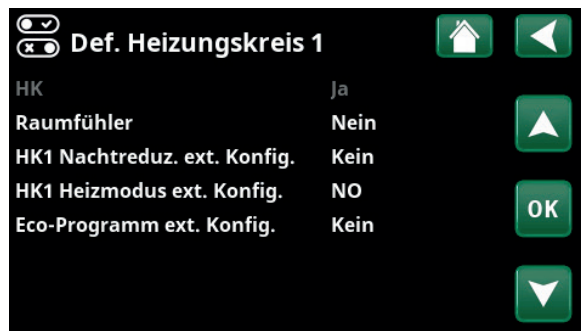 Def. Heizungskreis 1
HK Ja
Raumfühler Nein
HK1 Nachtreduz. ext. Konfig. Kein
HK1 Heizmodus ext. Konfig. NO
Eco-Programm ext. Konfig. Kein
OK